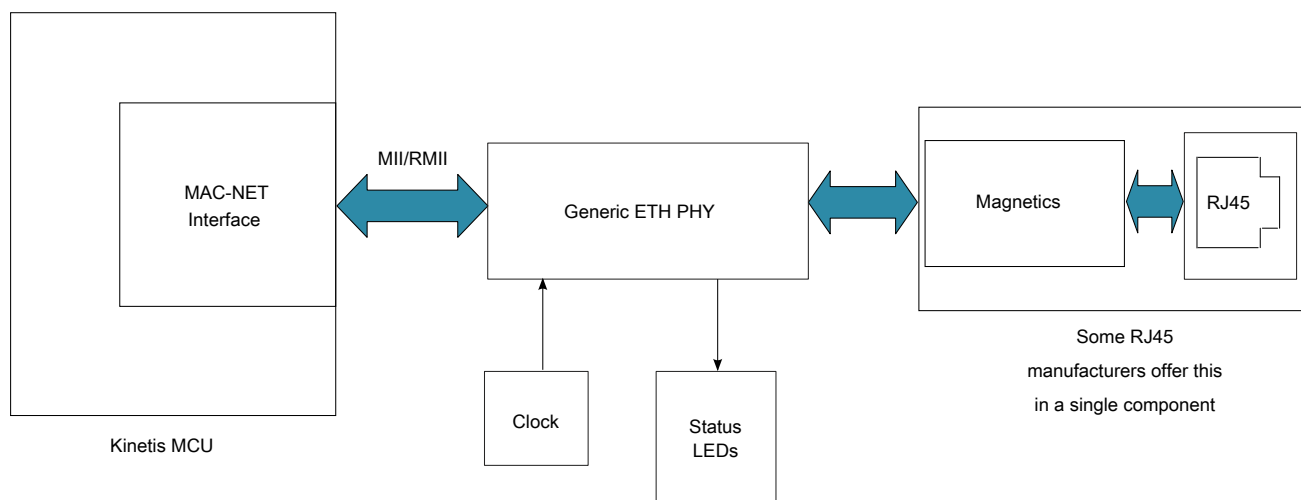 MAC-NET
Interface
MII/RMII
Generic ETH PHY
Magnetics
RJ45
Clock
Status
LEDs
Kinetis MCU
Some RJ45
manufacturers offer this
in a single component